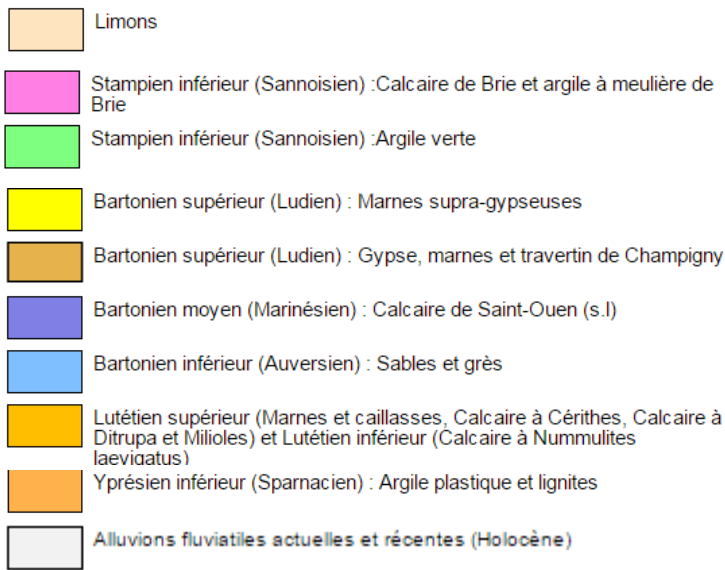 Limons
Stampien inférieur (Sannoisien) :Calcaire de Brie et argile à meulière de
Brie
Stampien inférieur (Sannoisien) :Argile verte
Bartonien supérieur (Ludien) : Marnes supra-gypseuses
Bartonien supérieur (Ludien) : Gypse, marnes et travertin de Champigny
Bartonien moyen (Marinésien) : Calcaire de Saint-Ouen (s.l)
Bartonien inférieur (Auversien) : Sables et grès
Lutétien supérieur (Marnes et caillasses, Calcaire à Cérithes, Calcaire à
Ditrupa et Milioles) et Lutétien inférieur (Calcaire à Nummulites
laevigatus)
Yprésien inférieur (Sparnacien) : Argile plastique et lignites
Alluvions fluviatiles actuelles et récentes (Holocène)